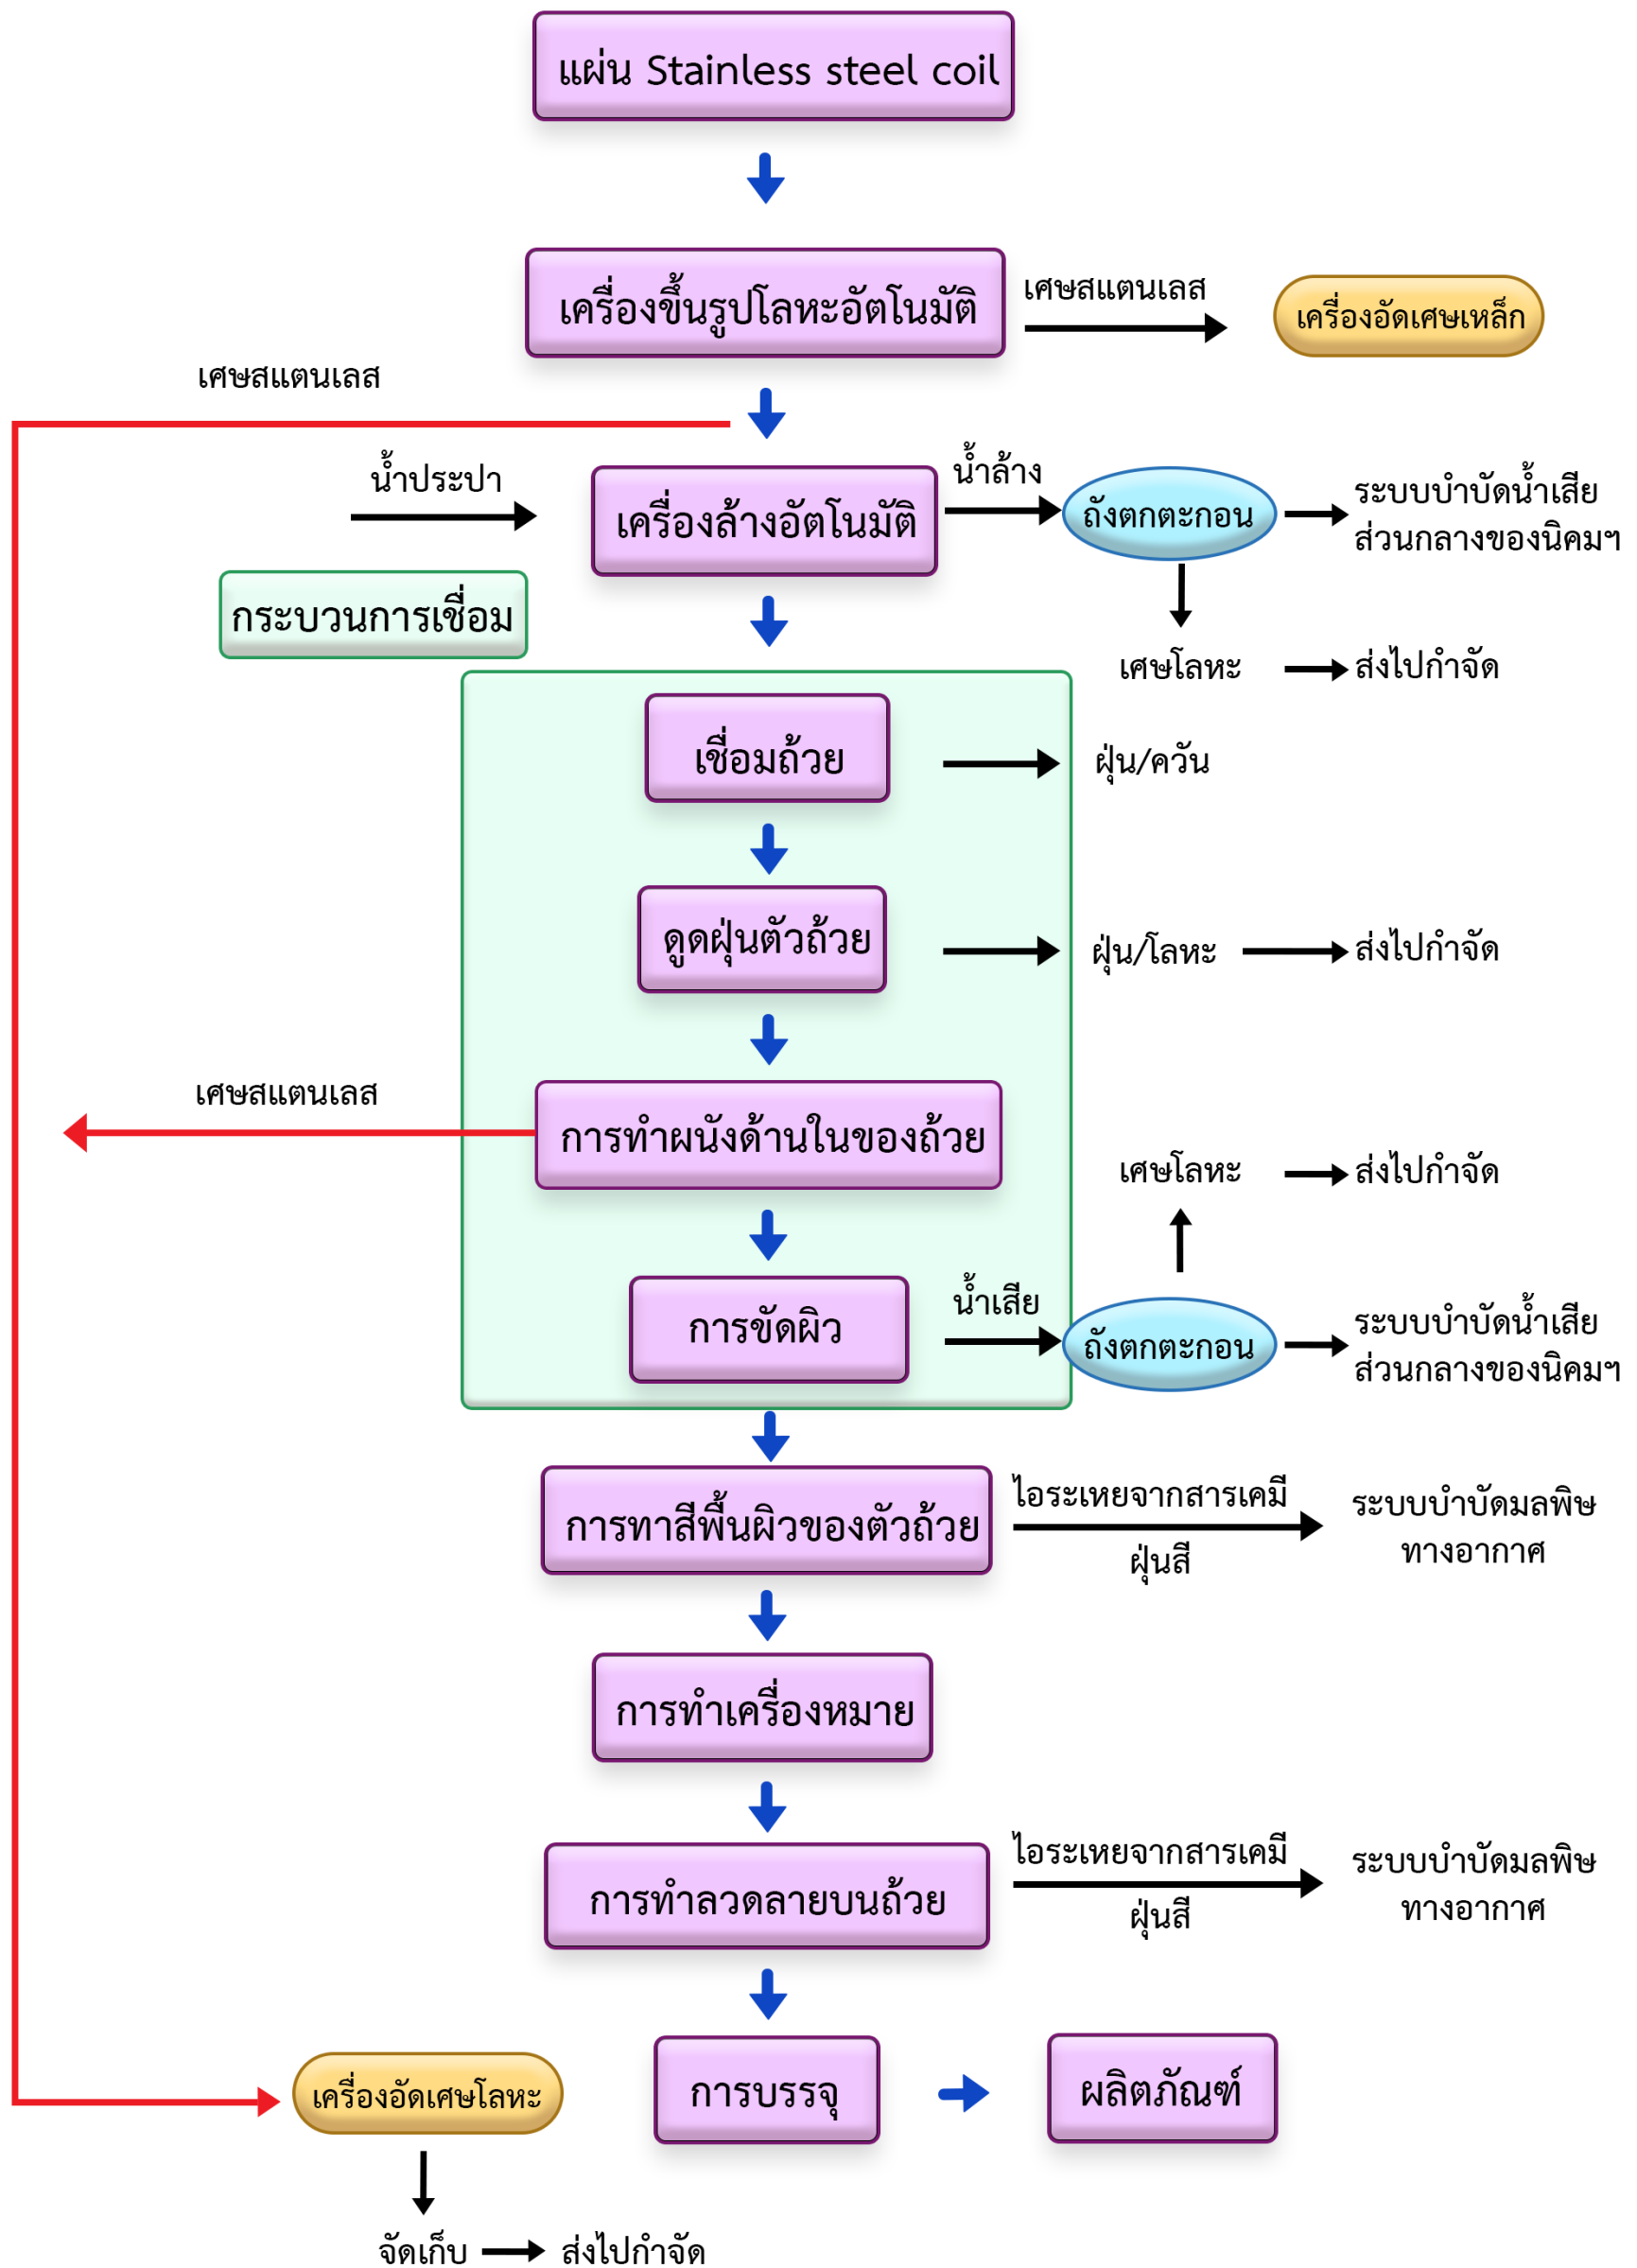 แผ่น Stainless steel coil
เครื่องขึ้นรูปโลหะอัตโนมัติ
เศษสแตนเลส
เครื่องอัดเศษเหล็ก
เศษสแตนเลส
น้ำประปา
เครื่องล้างอัตโนมัติ
น้ำล้าง
ถังตกตะกอน
ระบบบำบัดน้ำเสีย
ส่วนกลางของนิคมฯ
กระบวนการเชื่อม
เศษโลหะ
ส่งไปกำจัด
เชื่อมถ้วย
ฝุ่น/ควัน
ดูดฝุ่นตัวถ้วย
ฝุ่น/โลหะ
ส่งไปกำจัด
เศษสแตนเลส
การทำผนังด้านในของถ้วย
เศษโลหะ
ส่งไปกำจัด
การขัดผิว
น้ำเสีย
ถังตกตะกอน
ระบบบำบัดน้ำเสีย
ส่วนกลางของนิคมฯ
การทาสีพื้นผิวของตัวถ้วย
ไอระเหยจากสารเคมี
ฝุ่นสี
ระบบบำบัดมลพิษ
ทางอากาศ
การทำเครื่องหมาย
การทำลวดลายบนถ้วย
ไอระเหยจากสารเคมี
ฝุ่นสี
ระบบบำบัดมลพิษ
ทางอากาศ
เครื่องอัดเศษโลหะ
การบรรจุ
ผลิตภัณฑ์
จัดเก็บ
ส่งไปกำจัด